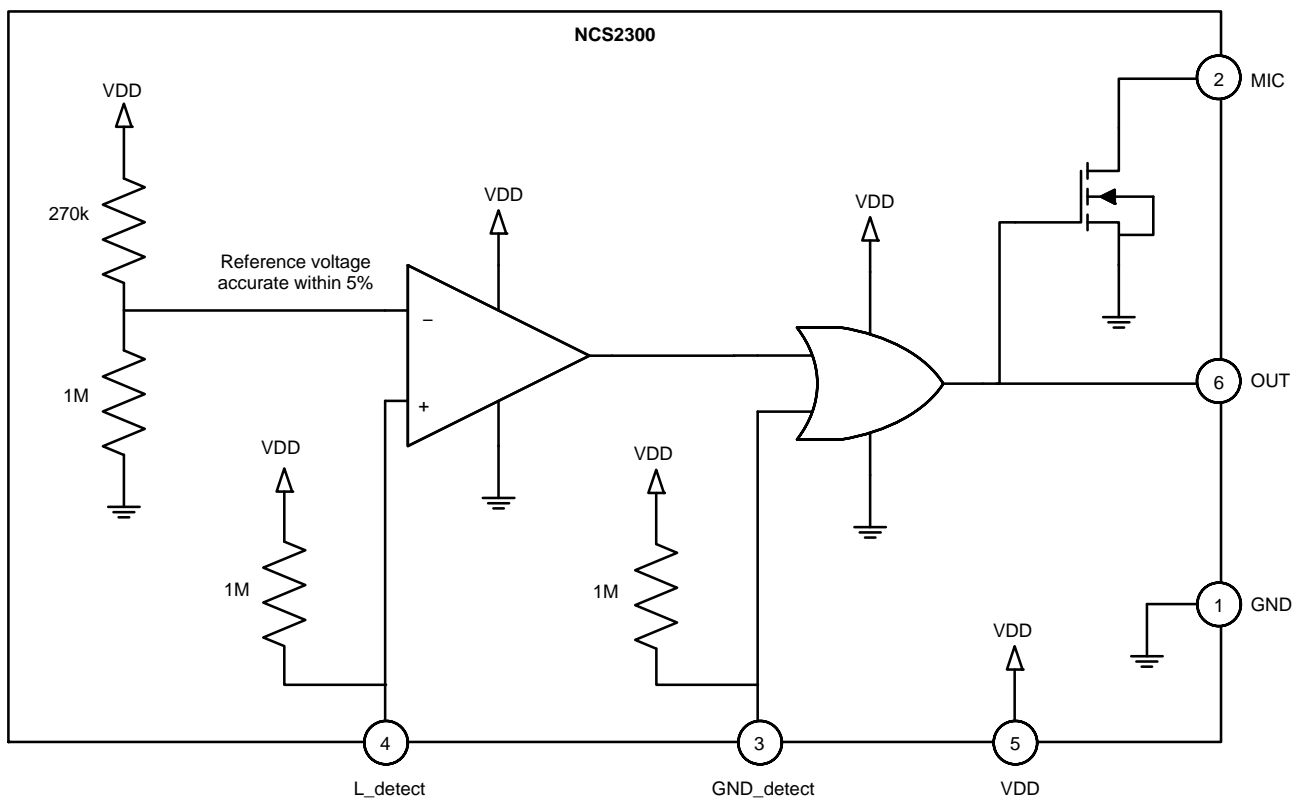 NCS2300
2
MIC
VDD
270k
VDD
VDD
Reference voltage
accurate within 5%
−
1M
+
6
OUT
VDD
VDD
1M
1M
1
GND
VDD
4
3
5
L_detect
GND_detect
VDD